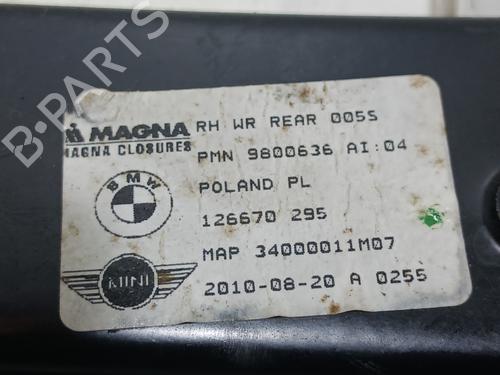 B-PARTS
MAGNA
MAGNA CLOSURES
RH WR REAR 0055
PMN 9800636 AI:04
BMW
POLAND PL
126670 295
MAP 34000011M07
MINI
2010-08-20 A 0255